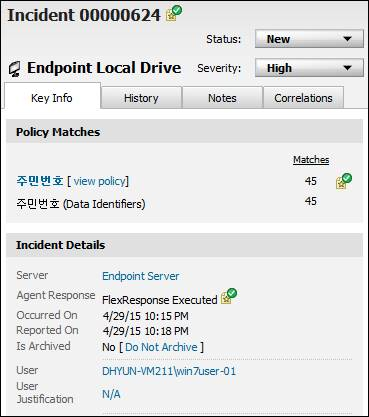 Incident 00000624
Status: New
Endpoint Local Drive Severity: High
Key Info History Notes Correlations
Policy Matches
Matches
주민번호 [ view policy] 45
주민번호 (Data Identifiers) 45
Incident Details
Server Endpoint Server
Agent Response FlexResponse Executed
Occurred On 4/29/15 10:15 PM
Reported On 4/29/15 10:18 PM
Is Archived No [ Do Not Archive ]
User DHYUN-VM211\win7user-01
User
Justification N/A